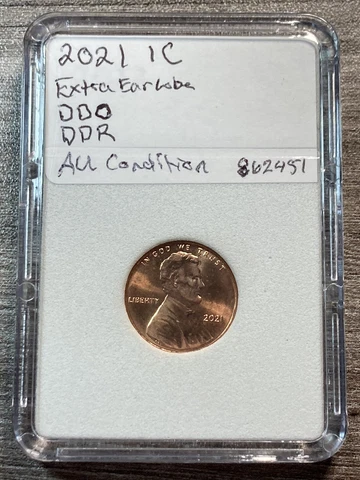 2021 1C
Extra Earlobe
DDO
DDR
AU Condition 862451
IN GOD WE TRUST
LIBERTY
2021